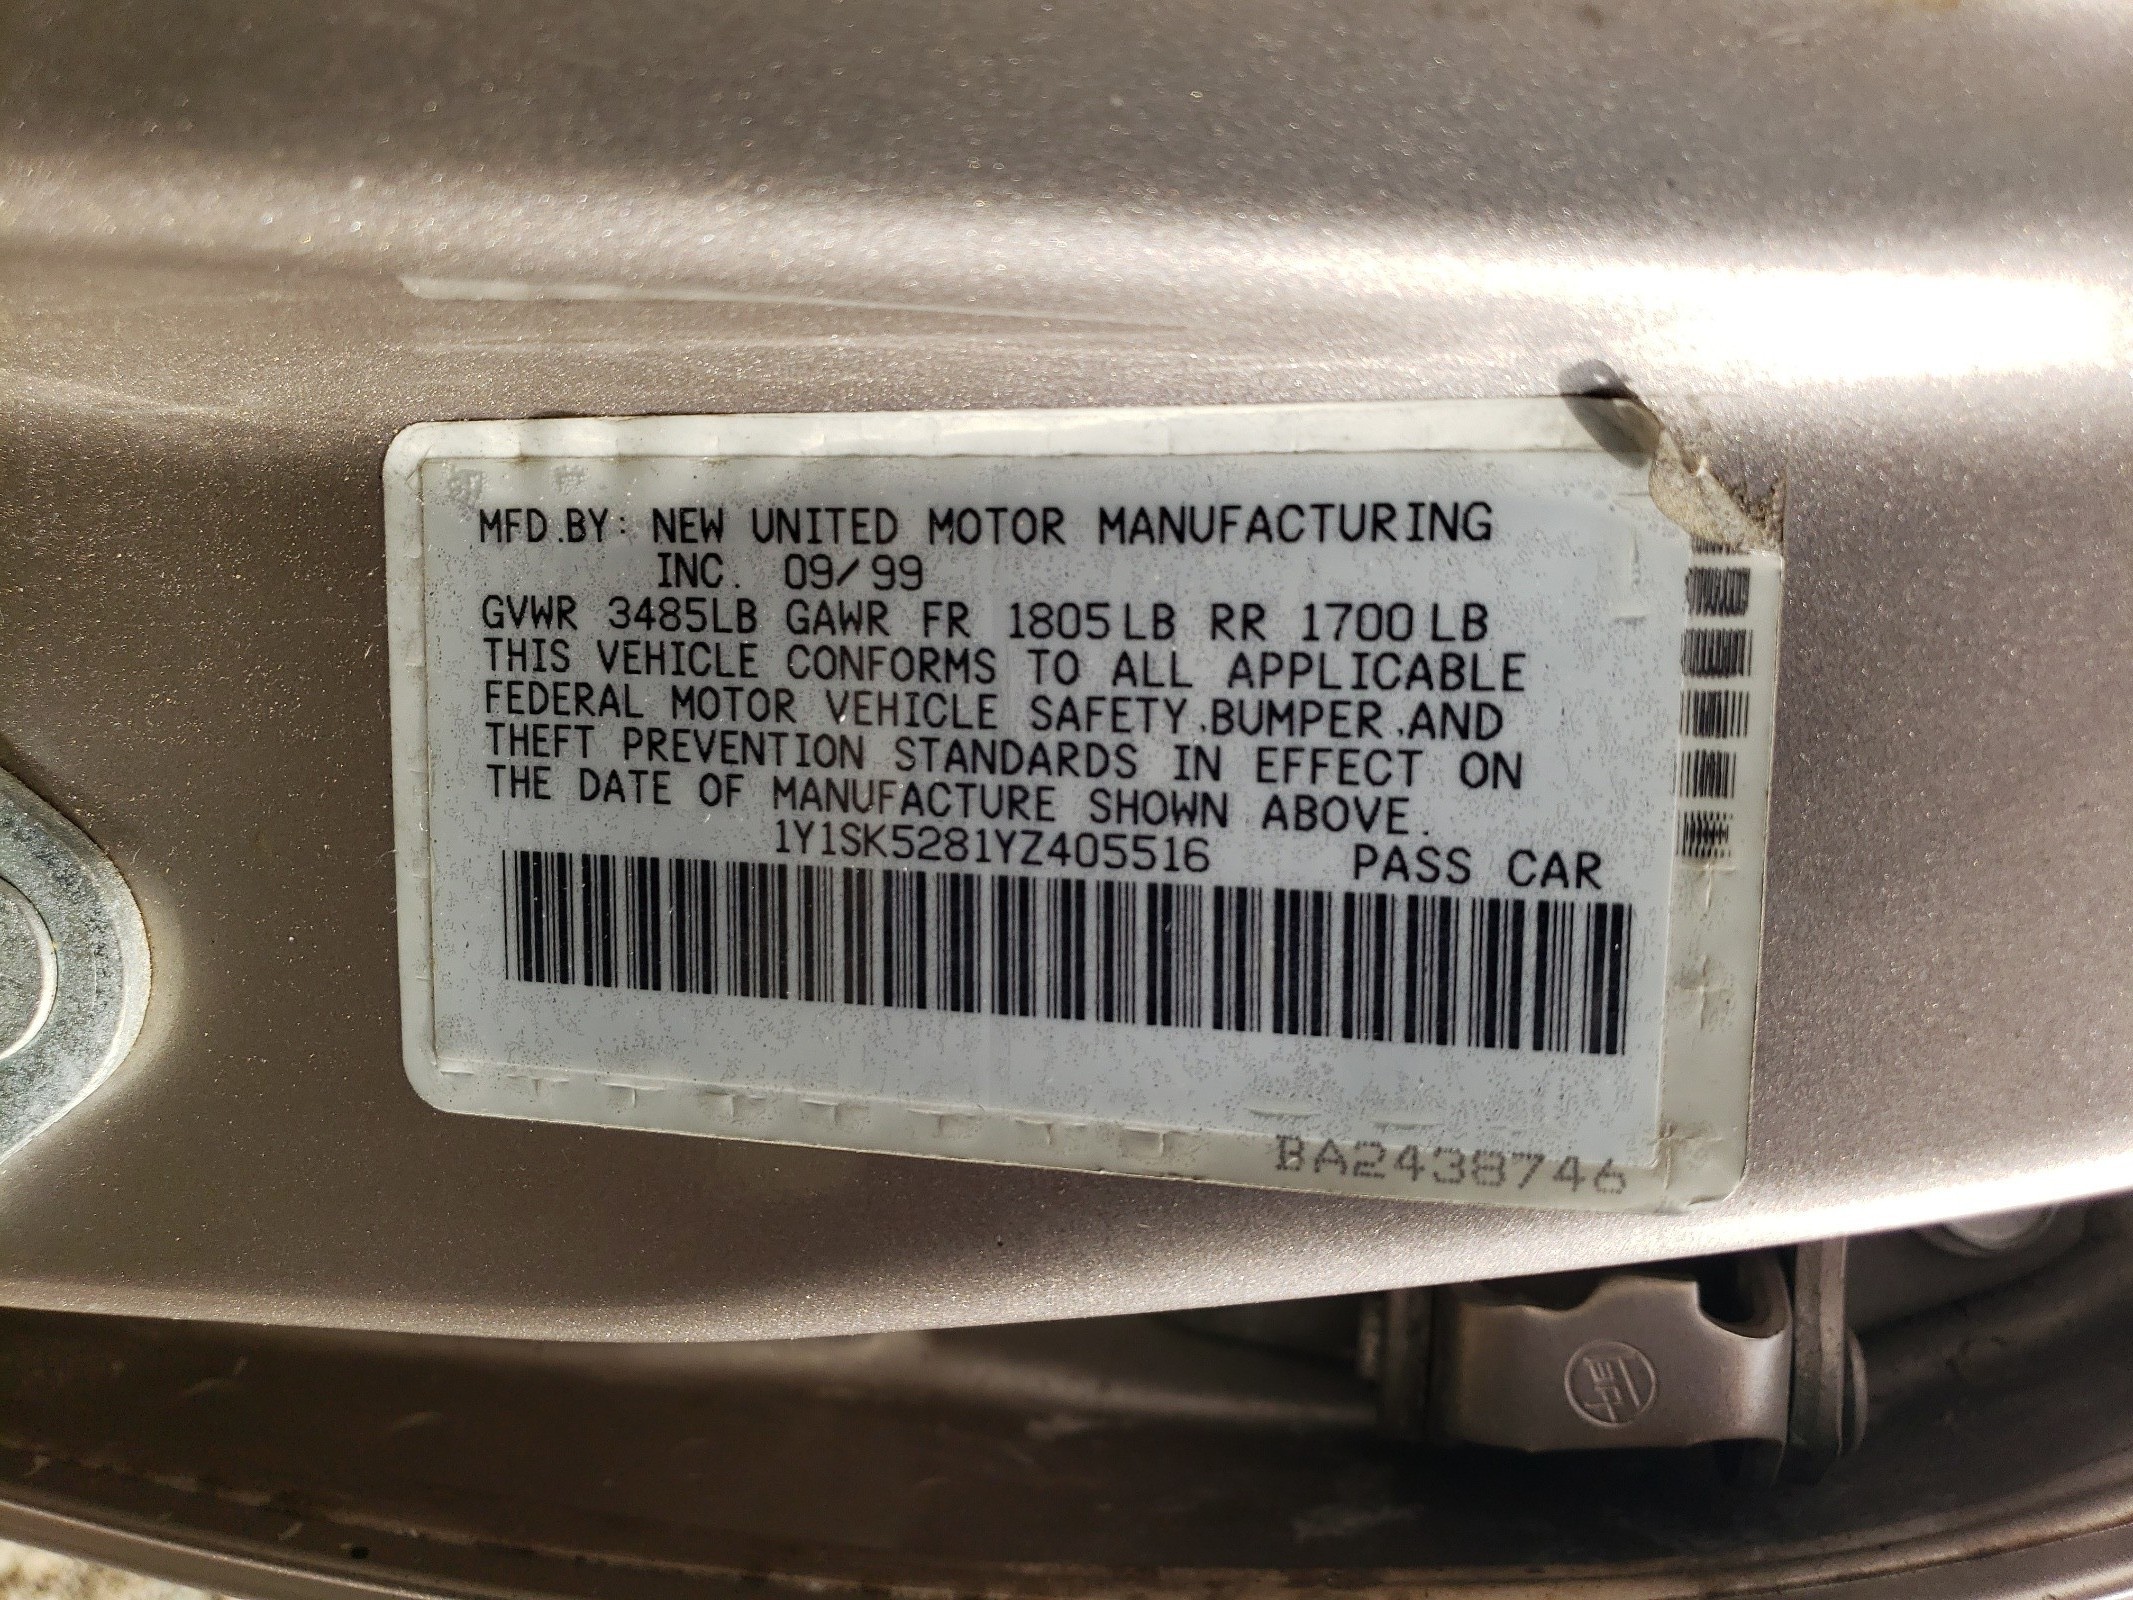 MFD.BY: NEW UNITED MOTOR MANUFACTURING
INC. 09/99
GVWR 3485LB GAWR FR 1805LB RR 1700LB
THIS VEHICLE CONFORMS TO ALL APPLICABLE
FEDERAL MOTOR VEHICLE SAFETY,BUMPER,AND
THEFT PREVENTION STANDARDS IN EFFECT ON
THE DATE OF MANUFACTURE SHOWN ABOVE.
1Y1SK5281YZ405516 PASS CAR
BA2438746